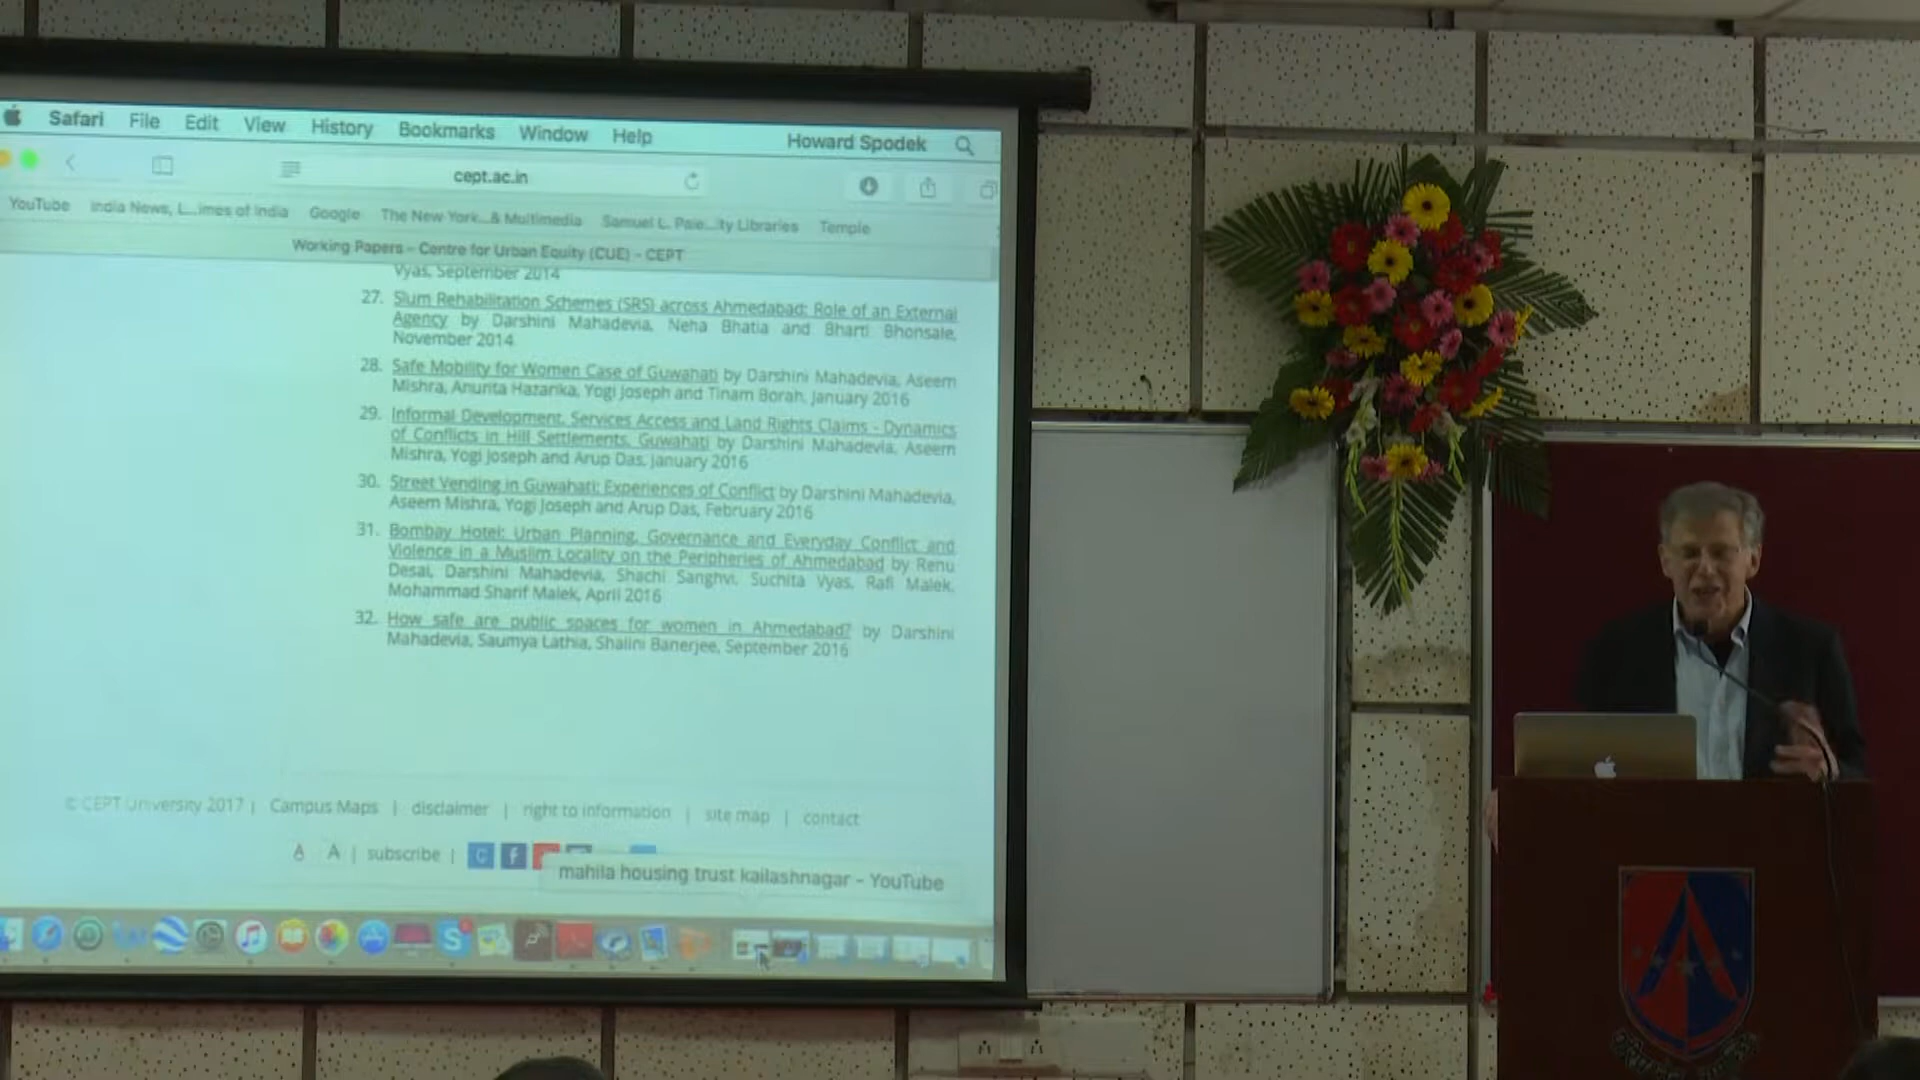 Safari File Edit View History Bookmarks Window Help Howard Spodek
cept.ac.in
YouTube India News, L...imes of India Google The New York...& Multimedia Samuel L. Pale...ty Libraries Temple
Working Papers - Centre for Urban Equity (CUE) - CEPT
Vyas, September 2014
27. Slum Rehabilitation Schemes (SRS) across Ahmedabad: Role of an External
Agency by Darshini Mahadevia, Neha Bhatia and Bharti Bhonsale,
November 2014
28. Safe Mobility for Women Case of Guwahati by Darshini Mahadevia, Aseem
Mishra, Anurita Hazarika, Yogi Joseph and Tinam Borah, January 2016
29. Informal Development, Services Access and Land Rights Claims - Dynamics
of Conflicts in Hill Settlements, Guwahati by Darshini Mahadevia, Aseem
Mishra, Yogi Joseph and Arup Das, January 2016
30. Street Vending in Guwahati: Experiences of Conflict by Darshini Mahadevia,
Aseem Mishra, Yogi Joseph and Arup Das, February 2016
31. Bombay Hotel: Urban Planning, Governance and Everyday Conflict and
Violence in a Muslim Locality on the Peripheries of Ahmedabad by Renu
Desai, Darshini Mahadevia, Shachi Sanghvi, Suchita Vyas, Rafi Malek,
Mohammad Sharif Malek, April 2016
32. How safe are public spaces for women in Ahmedabad? by Darshini
Mahadevia, Saumya Lathia, Shalini Banerjee, September 2016
© CEPT University 2017 | Campus Maps | disclaimer | right to information | site map | contact
A A | subscribe |
mahila housing trust kailashnagar - YouTube